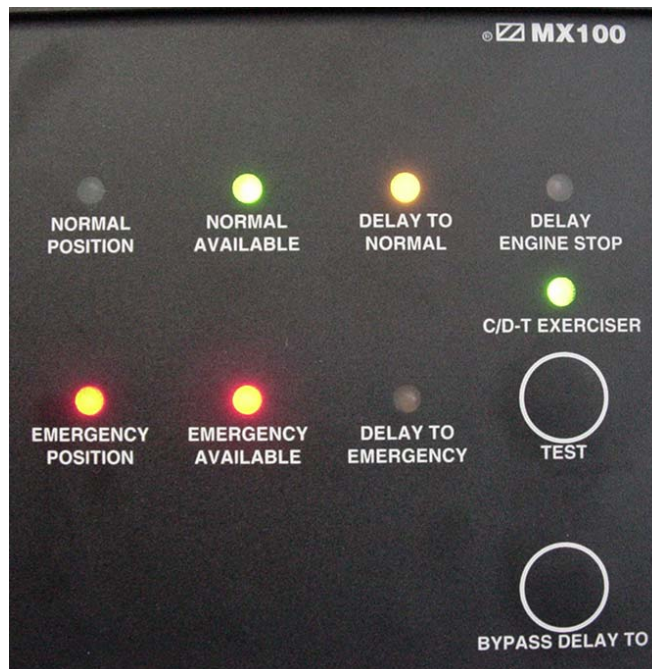 ® MX100
NORMAL
POSITION
NORMAL
AVAILABLE
DELAY TO
NORMAL
DELAY
ENGINE STOP
C/D-T EXERCISER
EMERGENCY
POSITION
EMERGENCY
AVAILABLE
DELAY TO
EMERGENCY
TEST
BYPASS DELAY TO